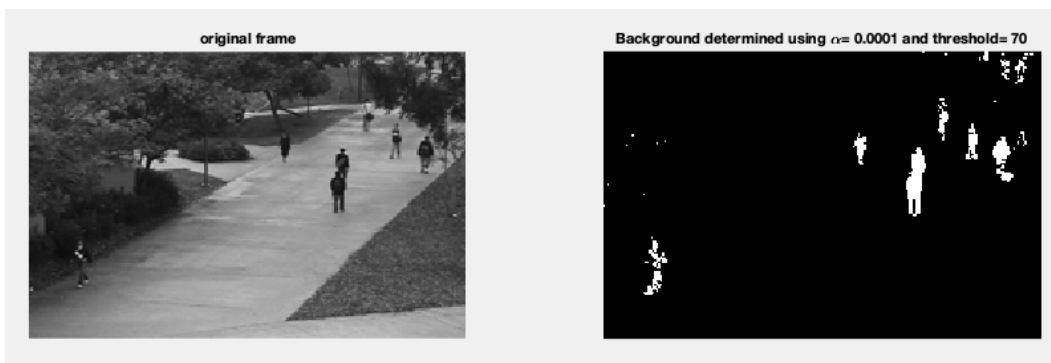 original frame
Background determined using α= 0.0001 and threshold= 70